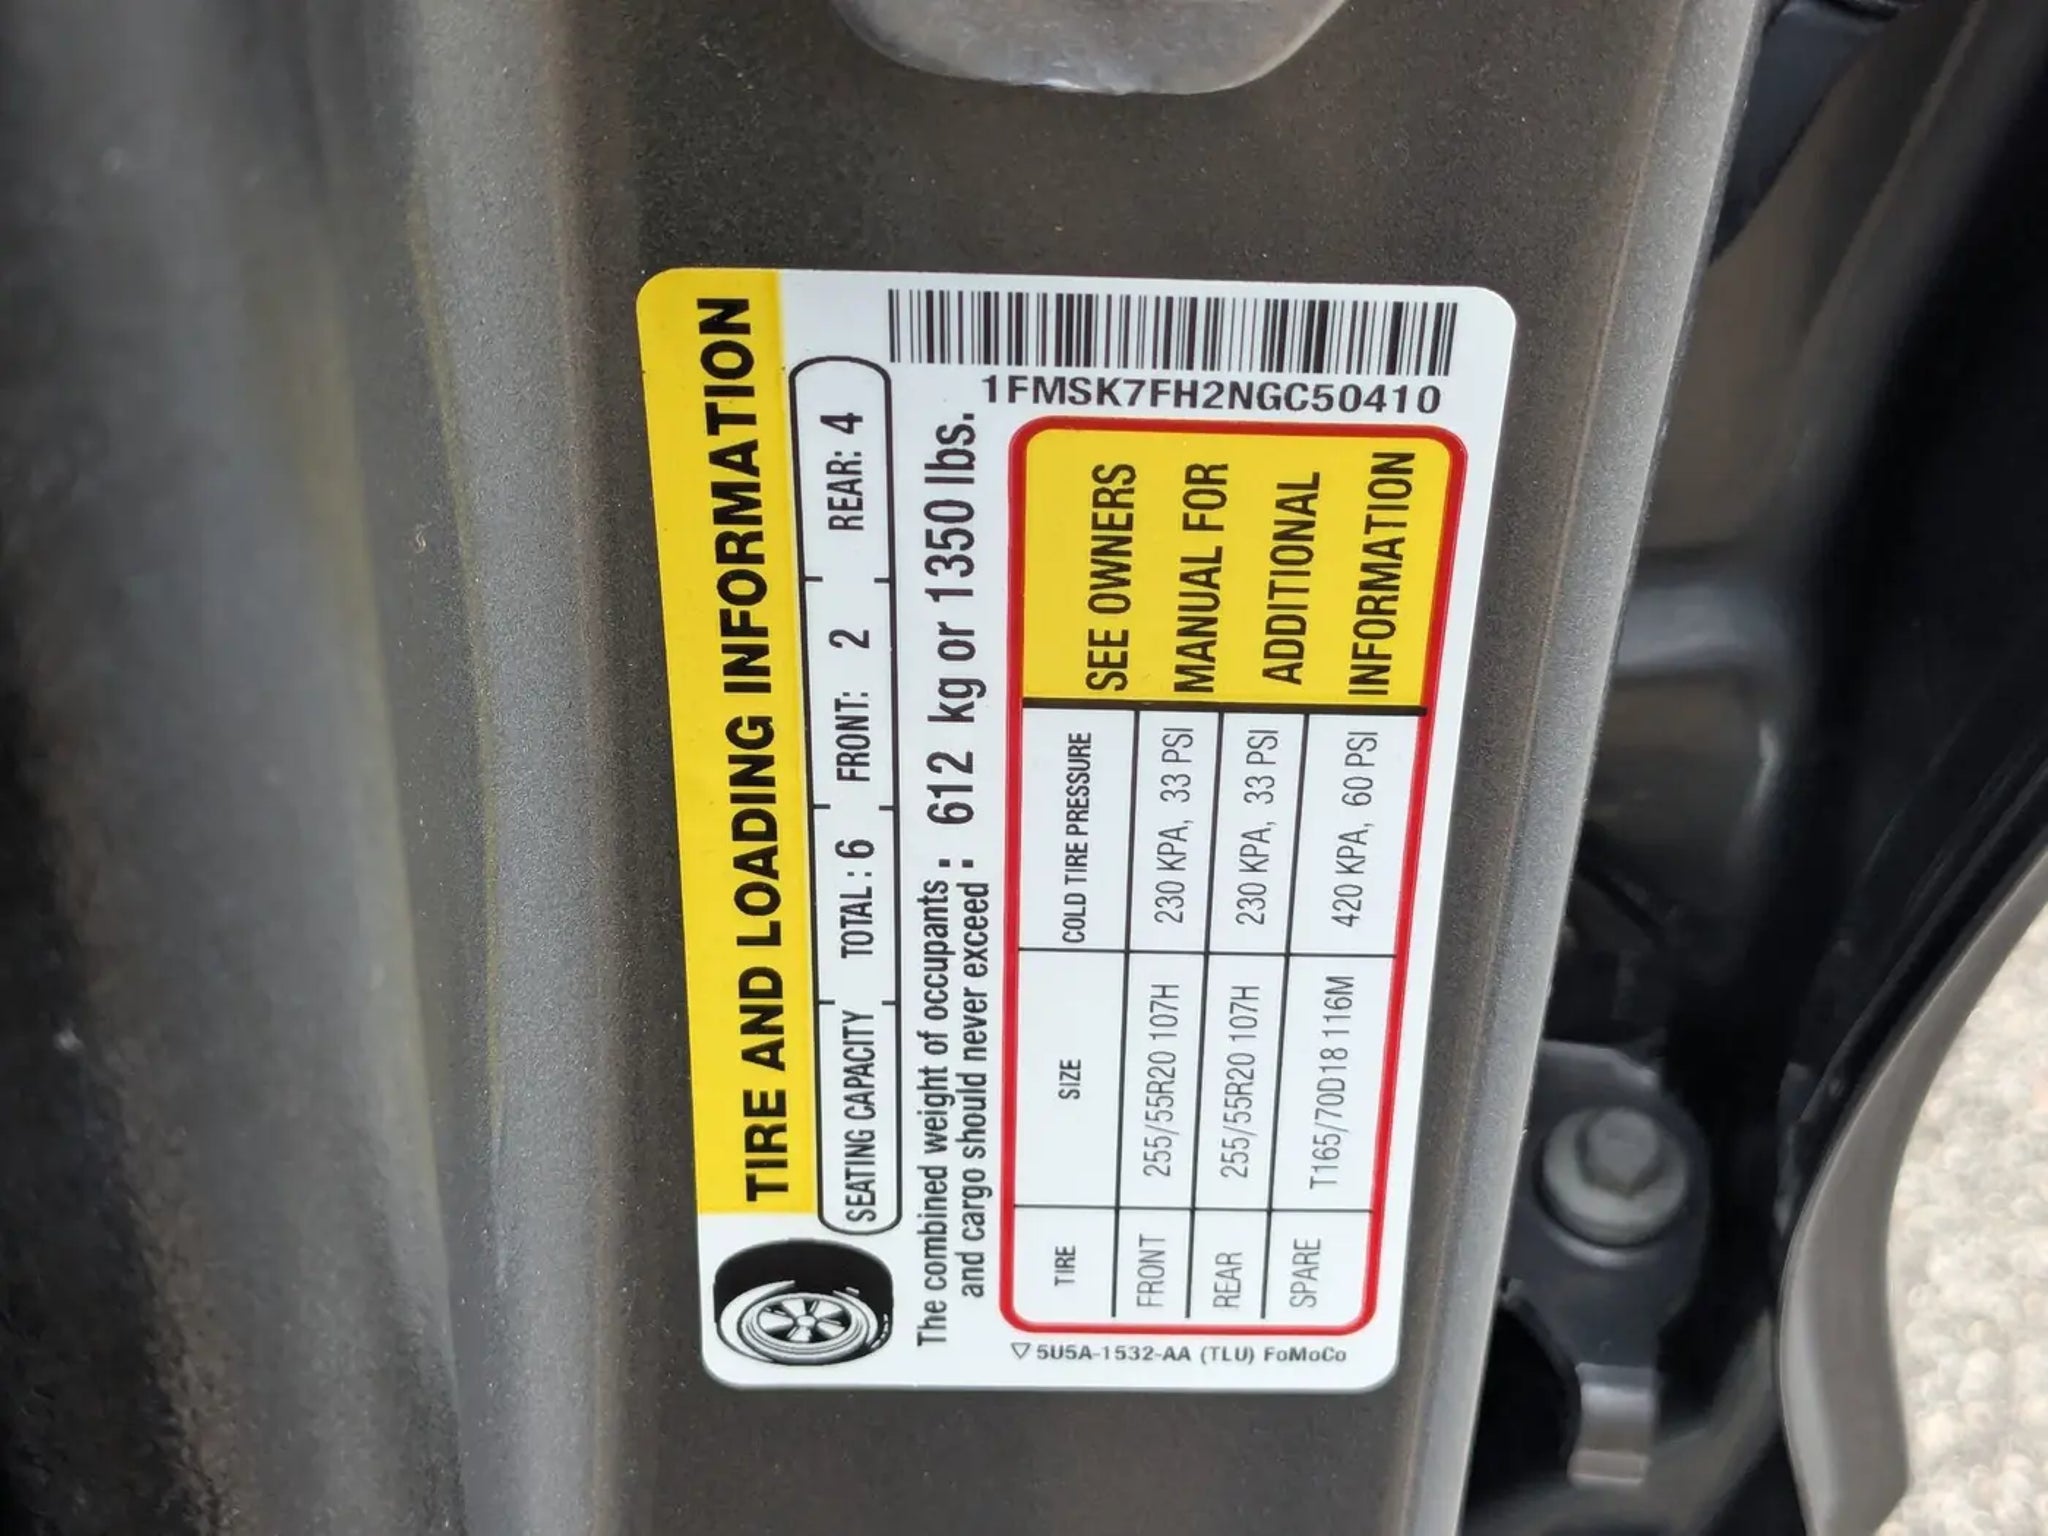 TIRE AND LOADING INFORMATION
SEATING CAPACITY TOTAL: 6 FRONT: 2 REAR: 4
The combined weight of occupants :
and cargo should never exceed : 612 kg or 1350 lbs.
TIRE SIZE COLD TIRE PRESSURE
FRONT 255/55R20 107H 230 KPA, 33 PSI
REAR 255/55R20 107H 230 KPA, 33 PSI
SPARE T165/70D18 116M 420 KPA, 60 PSI
SEE OWNERS
MANUAL FOR
ADDITIONAL
INFORMATION
1FMSK7FH2NGC50410
5U5A-1532-AA (TLU) FoMoCo